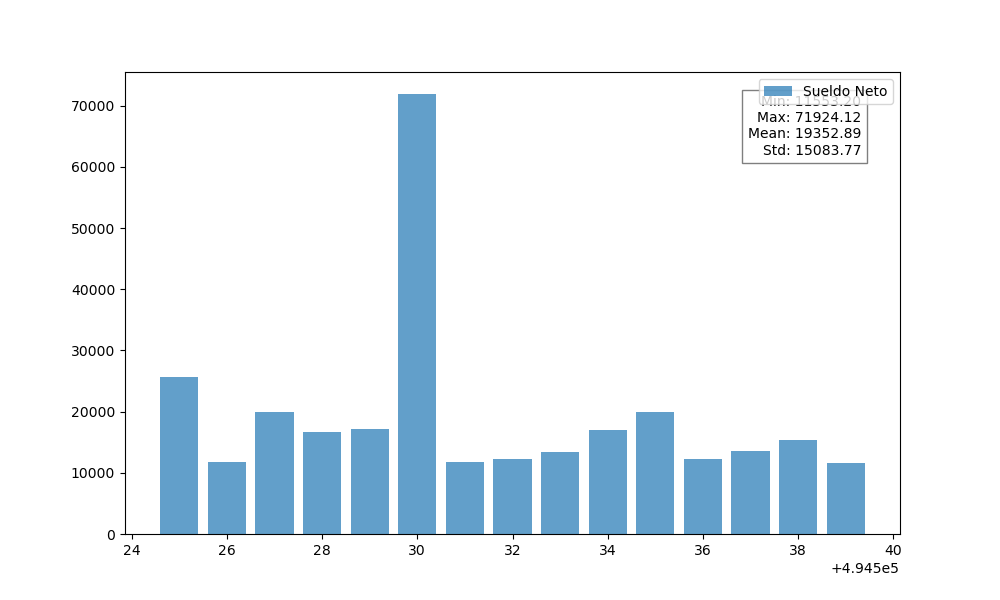 Sueldo Neto
Min: 11553.20
Max: 71924.12
Mean: 19352.89
Std: 15083.77
70000
60000
50000
40000
30000
20000
10000
0
24 26 28 30 32 34 36 38 40
+4.945e5